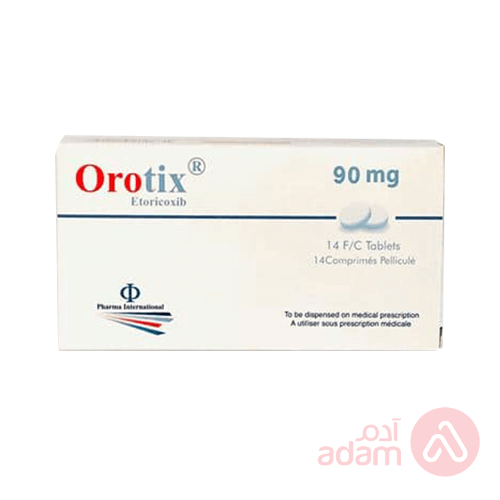 Orotix®
Etoricoxib
90 mg
14 F/C Tablets
14Comprimés Pelliculé
Φ
Pharma International
To be dispensed on medical prescription
A utiliser sous prescription médicale
آدم
adam